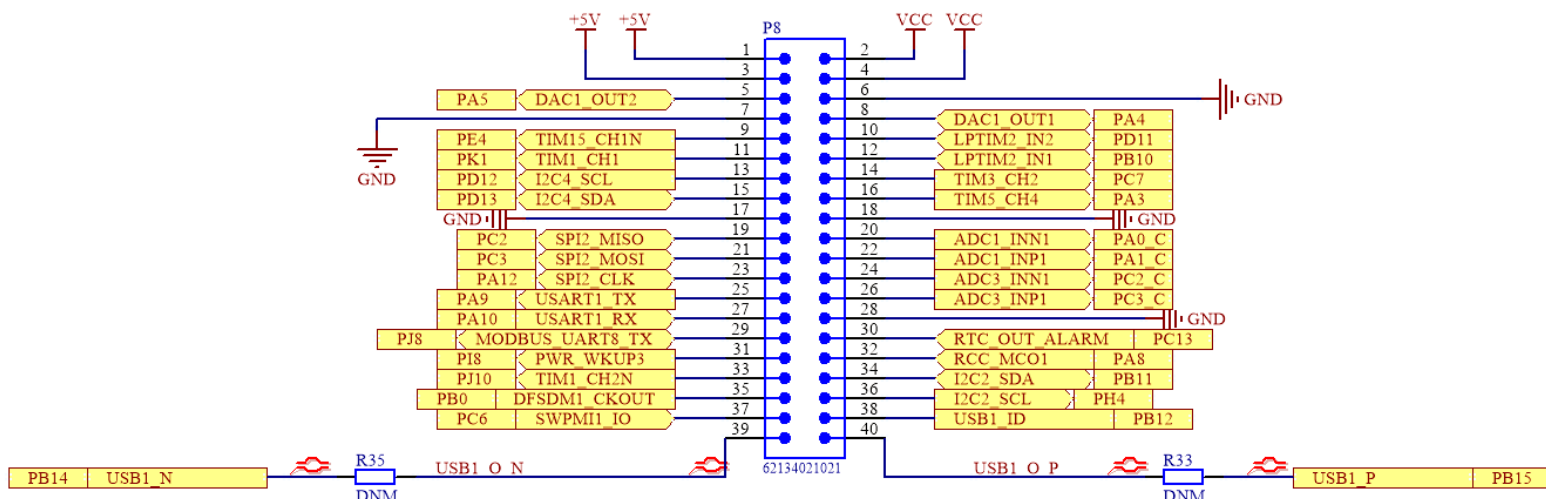 +5V +5V P8 VCC VCC
1 2
3 4
PA5 DAC1_OUT2 5 6 GND
7 8 DAC1_OUT1 PA4
PE4 TIM15_CH1N 9 10 LPTIM2_IN2 PD11
PK1 TIM1_CH1 11 12 LPTIM2_IN1 PB10
GND PD12 I2C4_SCL 13 14 TIM3_CH2 PC7
PD13 I2C4_SDA 15 16 TIM5_CH4 PA3
GND 17 18 GND
PC2 SPI2_MISO 19 20 ADC1_INN1 PA0_C
PC3 SPI2_MOSI 21 22 ADC1_INP1 PA1_C
PA12 SPI2_CLK 23 24 ADC3_INN1 PC2_C
PA9 USART1_TX 25 26 ADC3_INP1 PC3_C
PA10 USART1_RX 27 28 GND
PJ8 MODBUS_UART8_TX 29 30 RTC_OUT_ALARM PC13
PI8 PWR_WKUP3 31 32 RCC_MCO1 PA8
PJ10 TIM1_CH2N 33 34 I2C2_SDA PB11
PB0 DFSDM1_CKOUT 35 36 I2C2_SCL PH4
PC6 SWPMI1_IO 37 38 USB1_ID PB12
39 40
R35 USB1_O_N 62134021021 USB1_O_P R33
PB14 USB1_N USB1_P PB15
DNM DNM